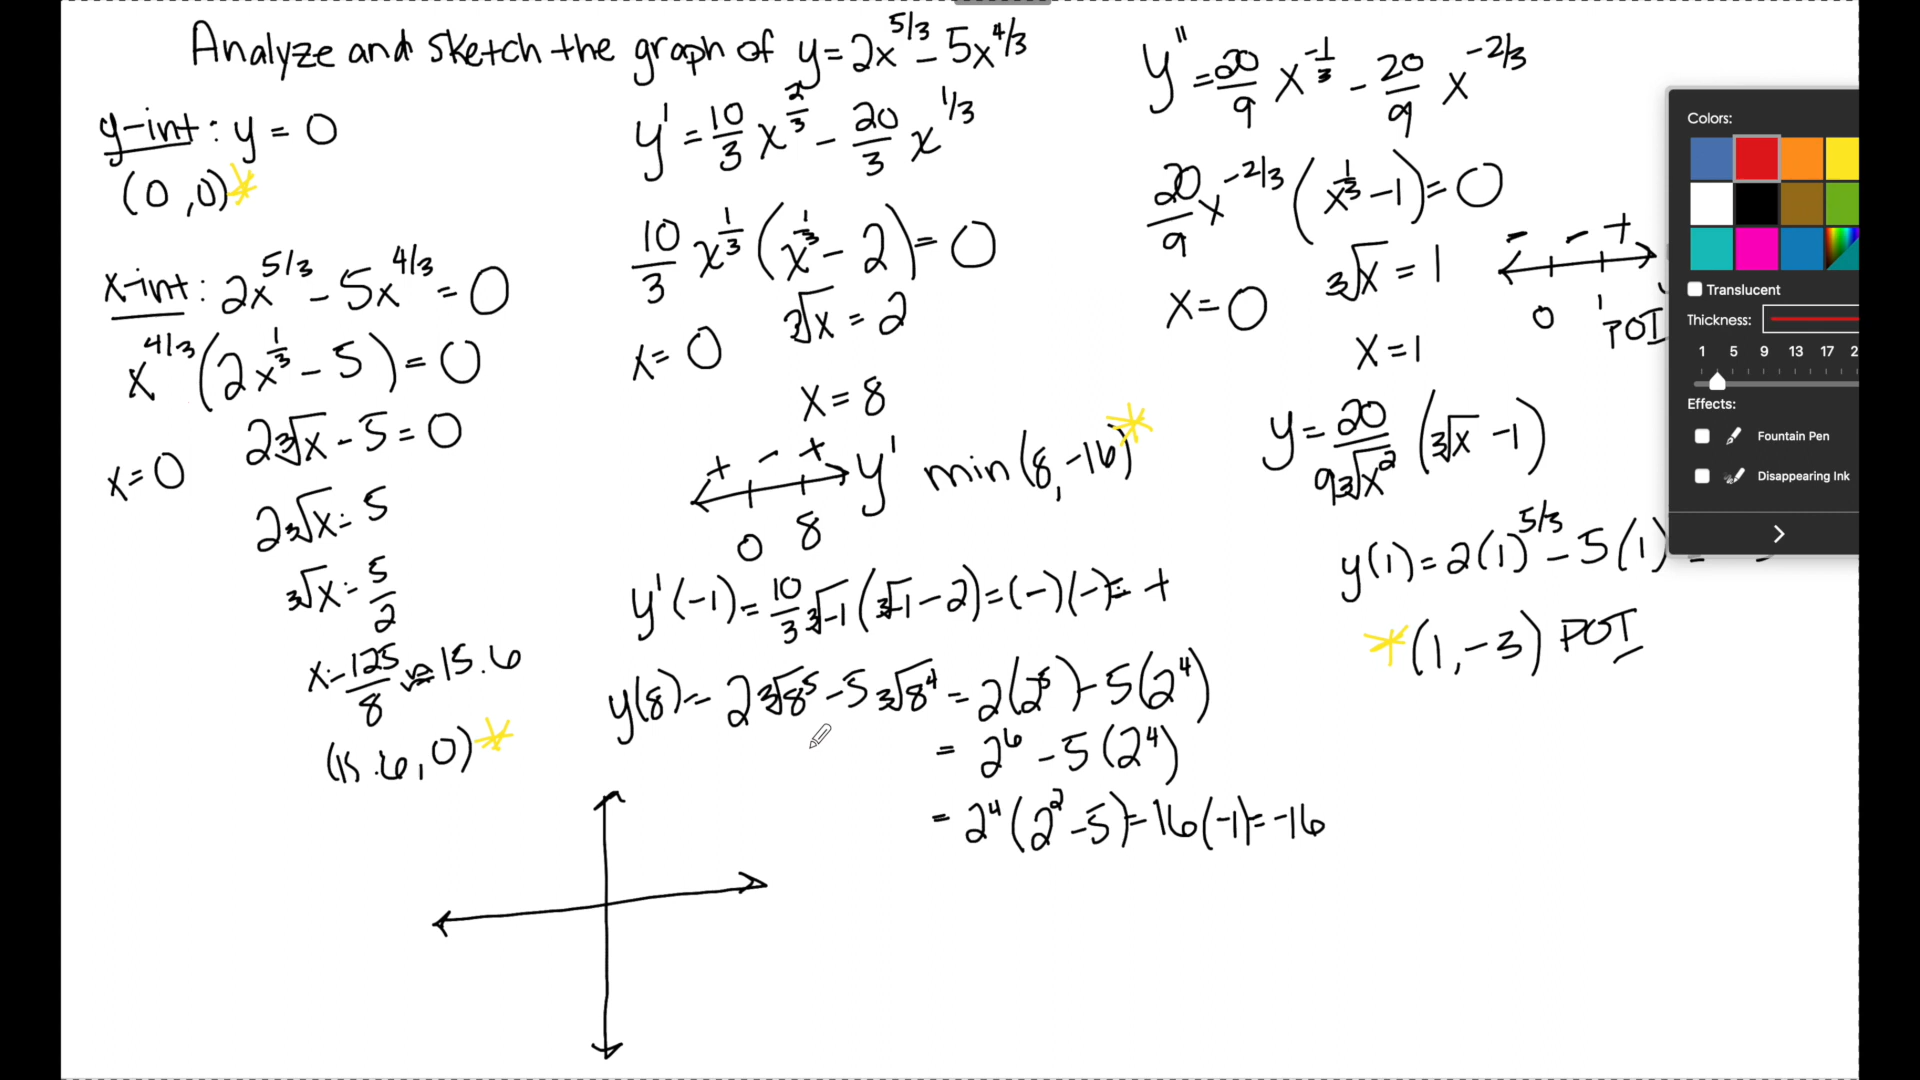 Analyze and sketch the graph of y = 2x^(5/3) - 5x^(4/3)
y-int: y = 0
(0, 0)*
x-int: 2x^(5/3) - 5x^(4/3) = 0
x^(4/3) (2x^(1/3) - 5) = 0
2∛x - 5 = 0
x = 0
2∛x = 5
∛x = 5/2
x = 125/8 ≈ 15.6
(15.6, 0)*
y' = 10/3 x^(2/3) - 20/3 x^(1/3)
10/3 x^(1/3) (x^(1/3) - 2) = 0
∛x = 2
x = 0
x = 8
+ - +
y'
0 8
min (8, -16)*
y'(-1) = 10/3 ∛-1 (∛-1 - 2) = (-)(-) = +
y(8) = 2∛8^5 - 5∛8^4 = 2(2^5) - 5(2^4)
= 2^6 - 5(2^4)
= 2^4 (2^2 - 5) = 16(-1) = -16
y'' = 20/9 x^(-1/3) - 20/9 x^(-2/3)
20/9 x^(-2/3) (x^(1/3) - 1) = 0
∛x = 1
x = 0
x = 1
- - +
0 1
POI
y = 20/(9∛x^2) (∛x - 1)
y(1) = 2(1)^(5/3) - 5(1)
*(1, -3) POI
Colors:
Translucent
Thickness:
1 5 9 13 17 2
Effects:
Fountain Pen
Disappearing Ink